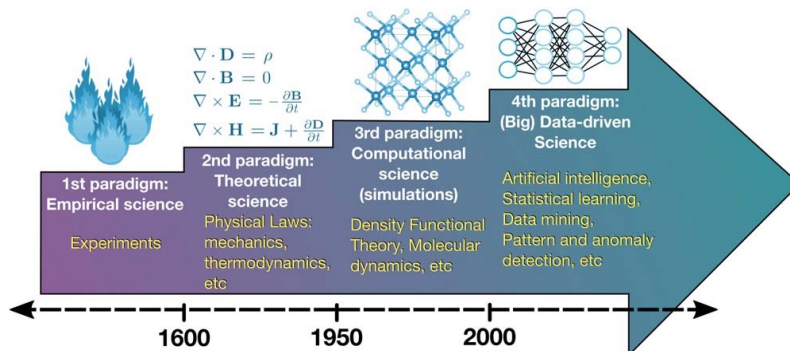 ∇ · D = ρ
∇ · B = 0
∇ × E = −∂B/∂t
∇ × H = J + ∂D/∂t
1st paradigm:
Empirical science
Experiments
2nd paradigm:
Theoretical
science
Physical Laws:
mechanics,
thermodynamics,
etc
3rd paradigm:
Computational
science
(simulations)
Density Functional
Theory, Molecular
dynamics, etc
4th paradigm:
(Big) Data-driven
Science
Artificial intelligence,
Statistical learning,
Data mining,
Pattern and anomaly
detection, etc
1600 1950 2000